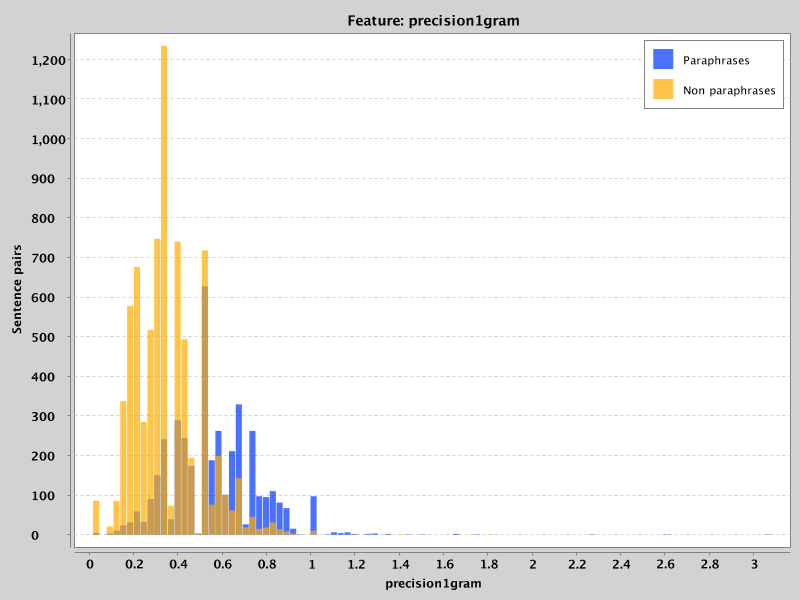 Feature: precision1gram
Paraphrases
Non paraphrases
1,200
1,100
1,000
900
800
700
600
500
400
300
200
100
0
Sentence pairs
0 0.2 0.4 0.6 0.8 1 1.2 1.4 1.6 1.8 2 2.2 2.4 2.6 2.8 3
precision1gram